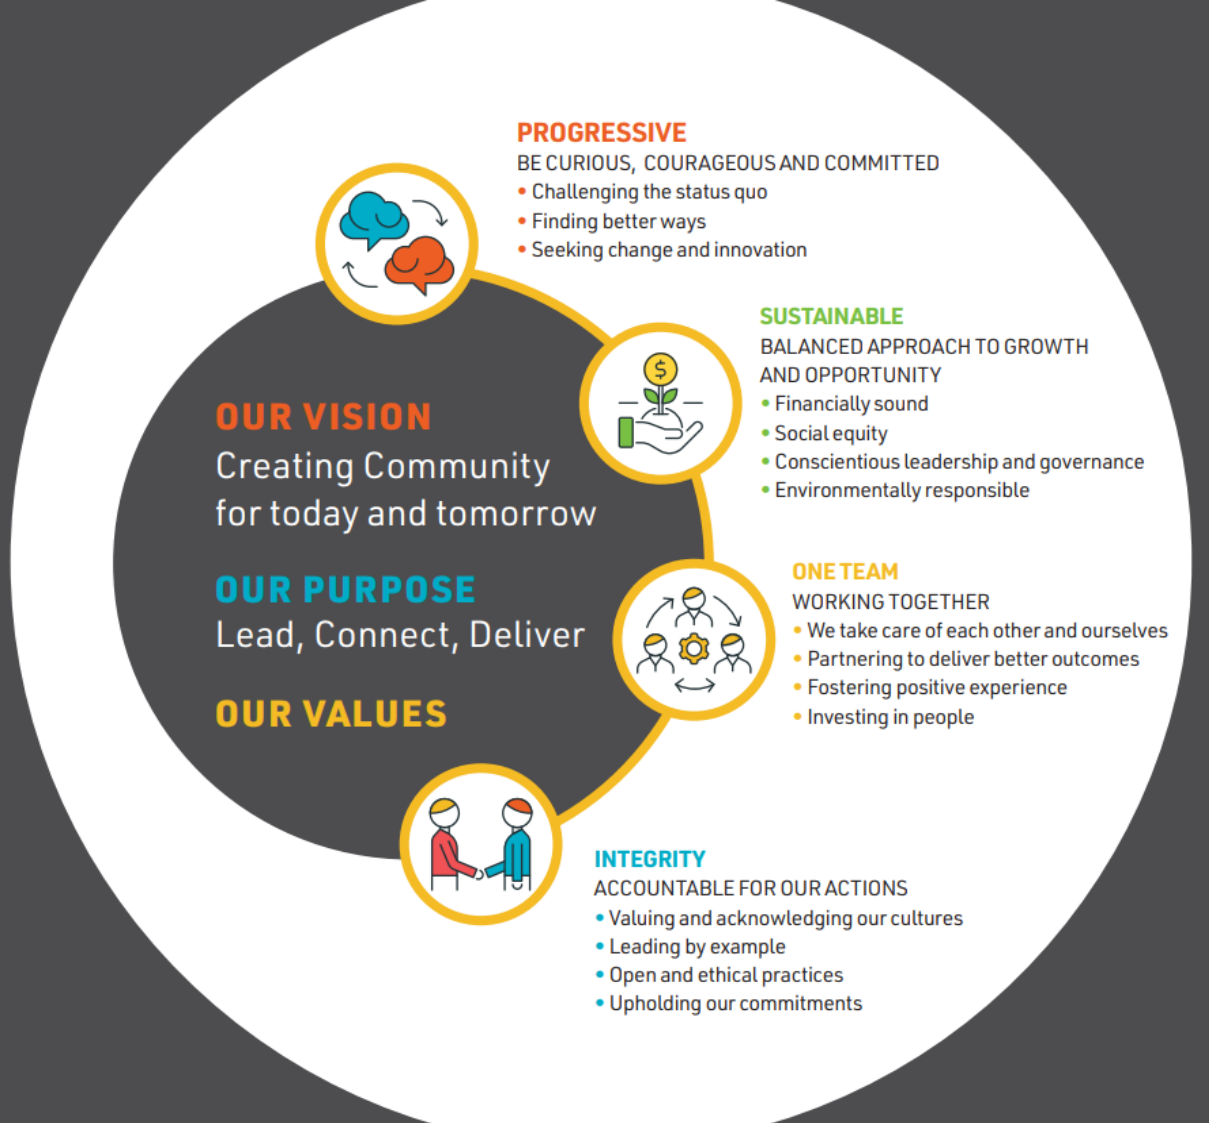 PROGRESSIVE
BE CURIOUS, COURAGEOUS AND COMMITTED
• Challenging the status quo
• Finding better ways
• Seeking change and innovation
SUSTAINABLE
BALANCED APPROACH TO GROWTH
AND OPPORTUNITY
• Financially sound
• Social equity
• Conscientious leadership and governance
• Environmentally responsible
OUR VISION
Creating Community
for today and tomorrow
OUR PURPOSE
Lead, Connect, Deliver
OUR VALUES
ONE TEAM
WORKING TOGETHER
• We take care of each other and ourselves
• Partnering to deliver better outcomes
• Fostering positive experience
• Investing in people
INTEGRITY
ACCOUNTABLE FOR OUR ACTIONS
• Valuing and acknowledging our cultures
• Leading by example
• Open and ethical practices
• Upholding our commitments
$